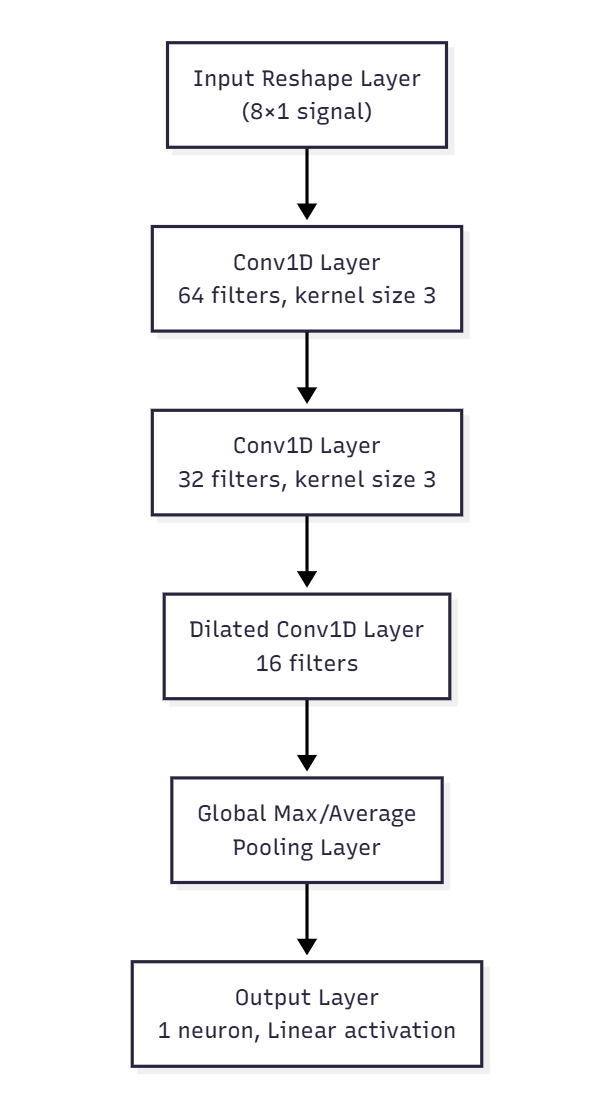 Input Reshape Layer
(8×1 signal)
Conv1D Layer
64 filters, kernel size 3
Conv1D Layer
32 filters, kernel size 3
Dilated Conv1D Layer
16 filters
Global Max/Average
Pooling Layer
Output Layer
1 neuron, Linear activation